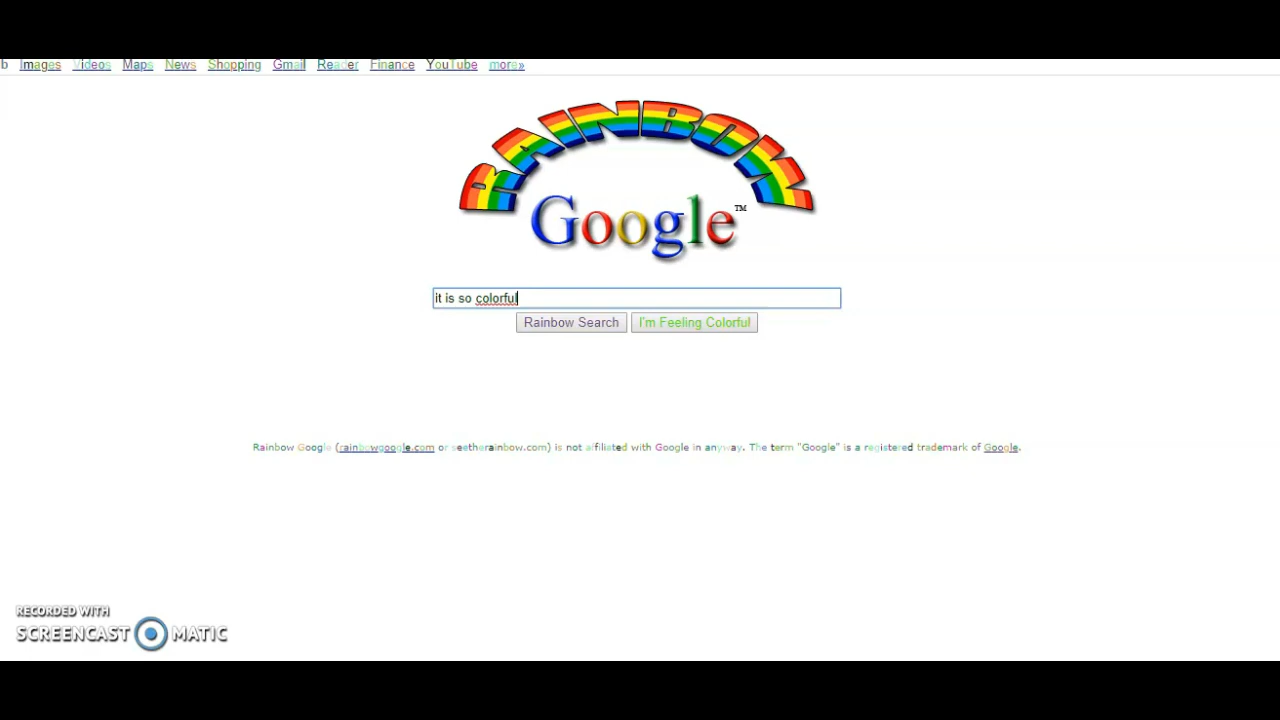 b Images Videos Maps News Shopping Gmail Reader Finance YouTube more»
RAINBOW
Google™
it is so colorful
Rainbow Search I'm Feeling Colorful
Rainbow Google (rainbowgoogle.com or seetherainbow.com) is not affiliated with Google in anyway. The term "Google" is a registered trademark of Google.
RECORDED WITH
SCREENCAST MATIC